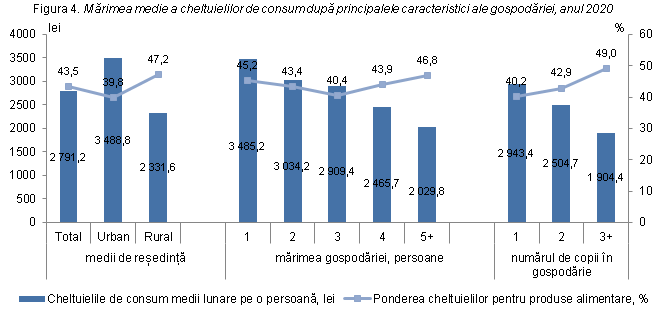 Figura 4. Mărimea medie a cheltuielilor de consum după principalele caracteristici ale gospodăriei, anul 2020
lei %
4000 3500 3000 2500 2000 1500 1000 500 0
60 50 40 30 20 10 0
43,5 39,8 47,2 45,2 43,4 40,4 43,9 46,8 40,2 42,9 49,0
2 791,2 3 488,8 2 331,6 3 485,2 3 034,2 2 909,4 2 465,7 2 029,8 2 943,4 2 504,7 1 904,4
Total Urban Rural 1 2 3 4 5+ 1 2 3+
medii de reședință mărimea gospodăriei, persoane numărul de copii în
gospodărie
Cheltuielile de consum medii lunare pe o persoană, lei Ponderea cheltuielilor pentru produse alimentare, %